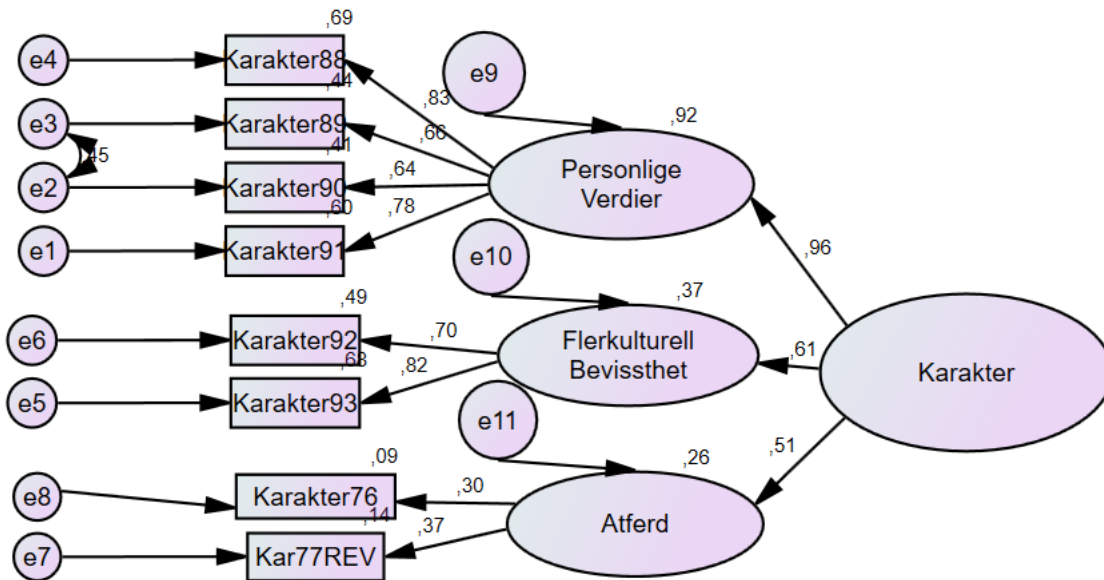 ,69
e4
Karakter88
,44
,83
e9
,92
e3
Karakter89
,66
,41
,45
Personlige
Verdier
e2
Karakter90
,64
,60
,78
e1
Karakter91
e10
,96
,49
,37
e6
Karakter92
,70
Flerkulturell
Bevissthet
,61
Karakter
,68
,82
e5
Karakter93
e11
,51
,09
,26
e8
Karakter76
,30
,14
,37
Atferd
e7
Kar77REV